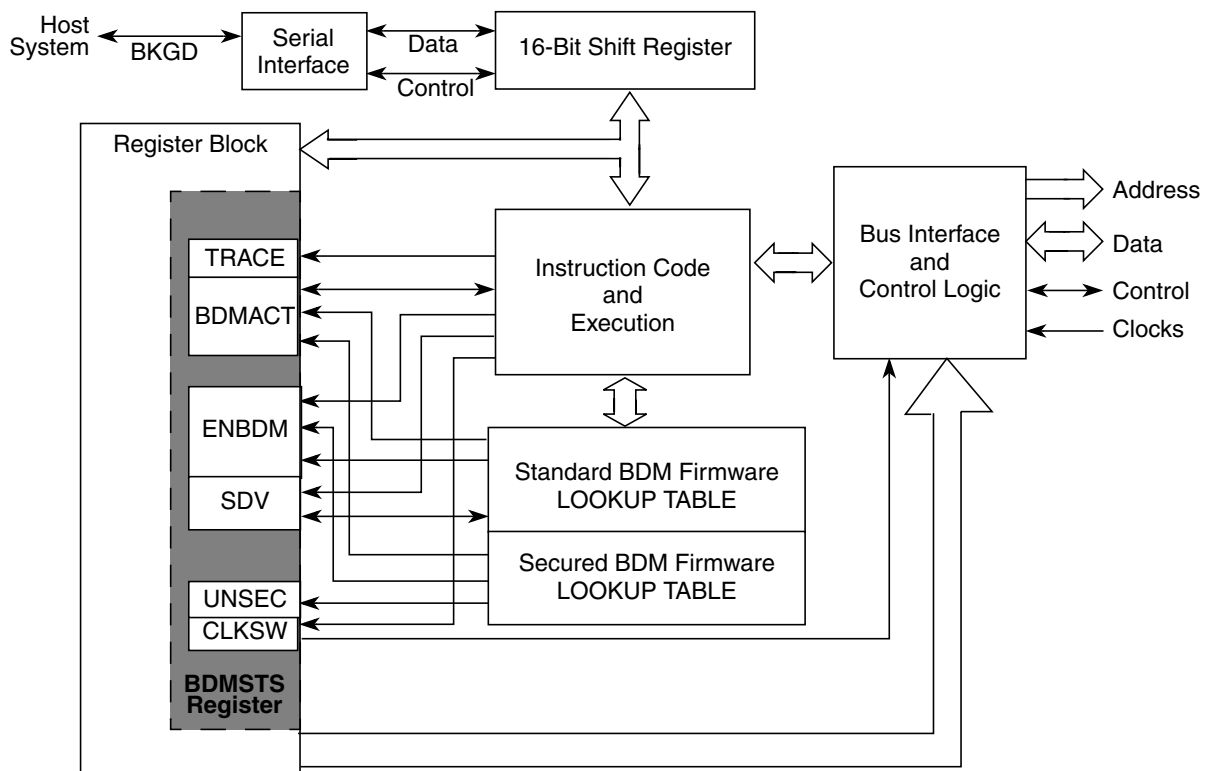 Host
System
BKGD
Serial
Interface
Data
Control
16-Bit Shift Register
Register Block
TRACE
BDMACT
ENBDM
SDV
UNSEC
CLKSW
BDMSTS
Register
Instruction Code
and
Execution
Standard BDM Firmware
LOOKUP TABLE
Secured BDM Firmware
LOOKUP TABLE
Bus Interface
and
Control Logic
Address
Data
Control
Clocks